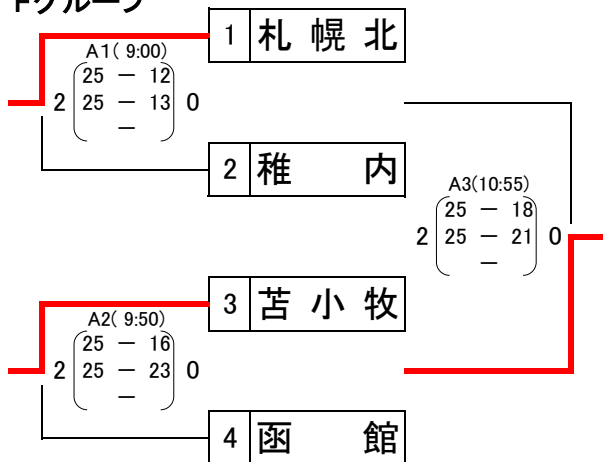 Fグループ
1 札幌北
A1( 9:00)
25 − 12
2 25 − 13 0
−
2 稚内
A3(10:55)
25 − 18
2 25 − 21 0
−
3 苫小牧
A2( 9:50)
25 − 16
2 25 − 23 0
−
4 函館